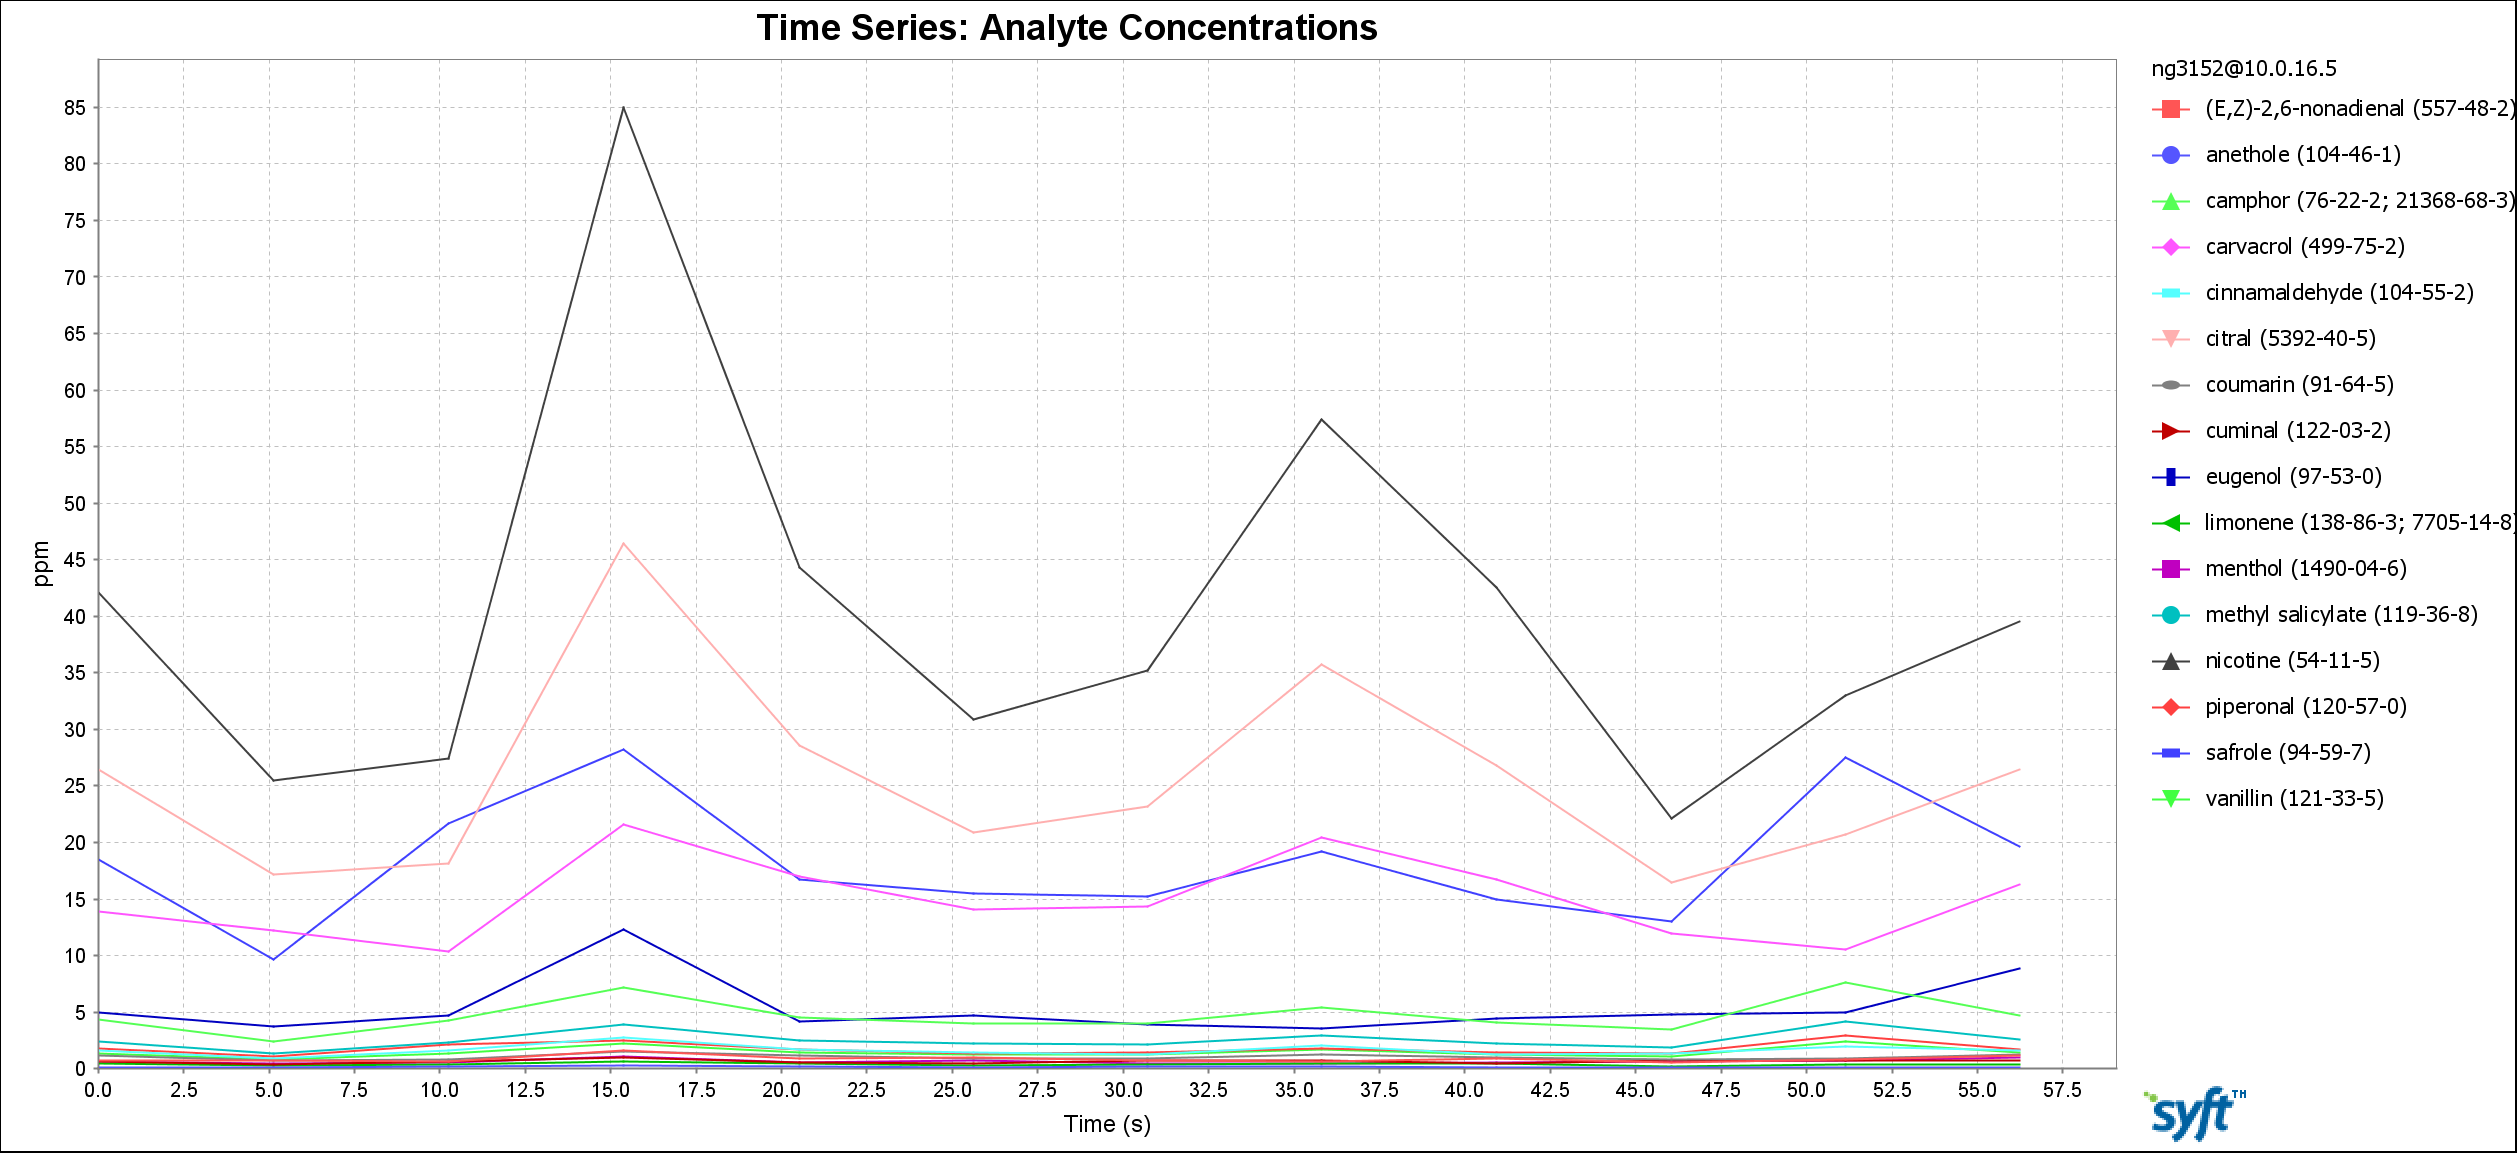 Time Series: Analyte Concentrations
ng3152@10.0.16.5
(E,Z)-2,6-nonadienal (557-48-2)
anethole (104-46-1)
camphor (76-22-2; 21368-68-3)
carvacrol (499-75-2)
cinnamaldehyde (104-55-2)
citral (5392-40-5)
coumarin (91-64-5)
cuminal (122-03-2)
eugenol (97-53-0)
limonene (138-86-3; 7705-14-8)
menthol (1490-04-6)
methyl salicylate (119-36-8)
nicotine (54-11-5)
piperonal (120-57-0)
safrole (94-59-7)
vanillin (121-33-5)
85
80
75
70
65
60
55
50
45
40
35
30
25
20
15
10
5
0
ppm
0.0 2.5 5.0 7.5 10.0 12.5 15.0 17.5 20.0 22.5 25.0 27.5 30.0 32.5 35.0 37.5 40.0 42.5 45.0 47.5 50.0 52.5 55.0 57.5
Time (s)
syft™